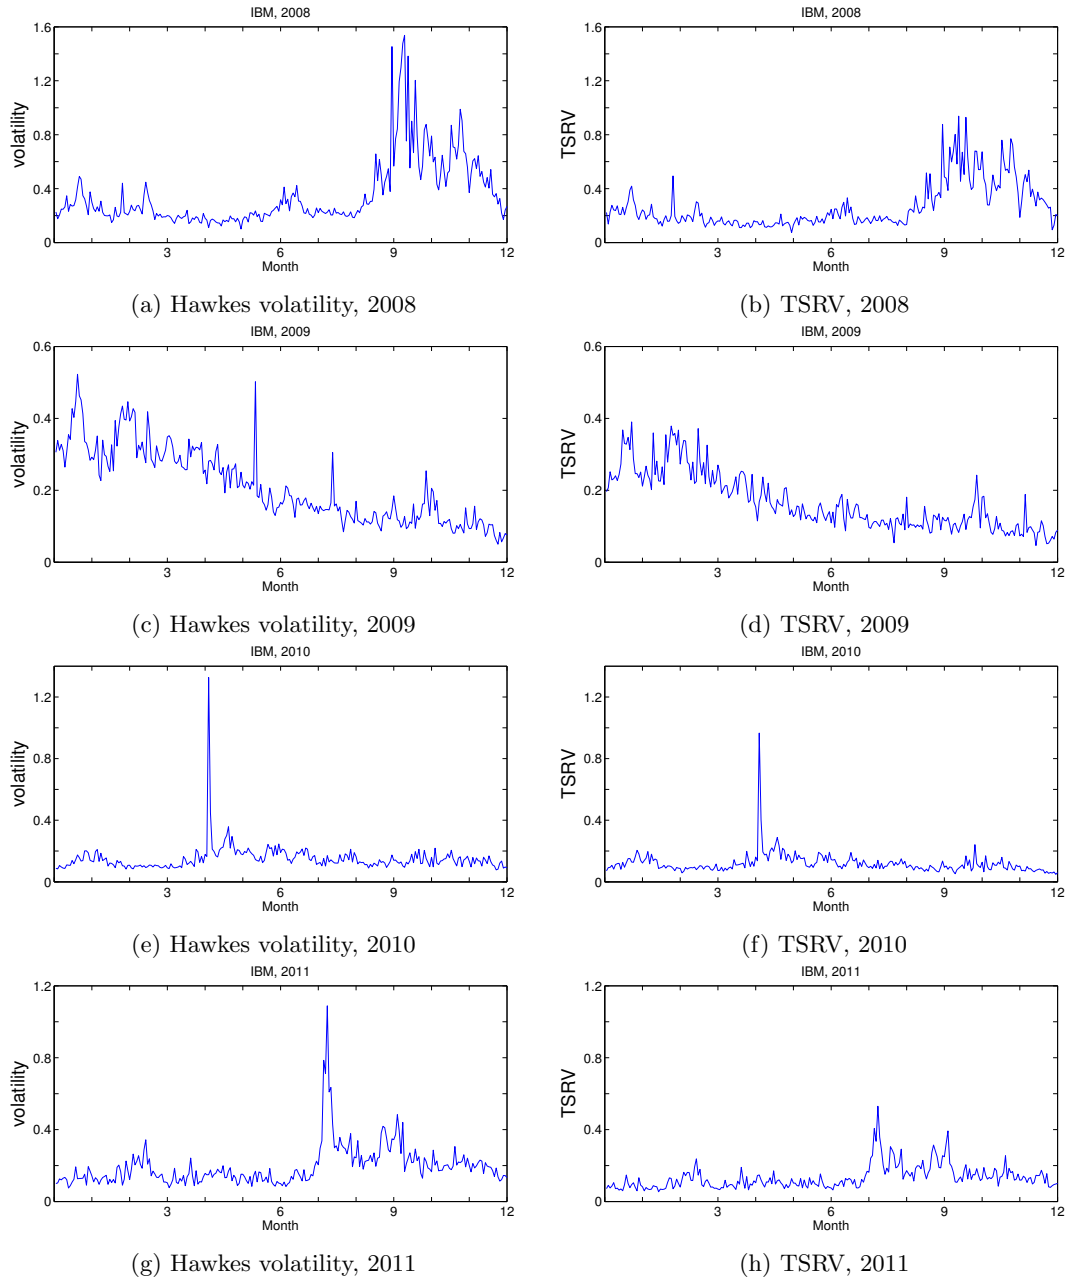 IBM, 2008
volatility
1.6
1.2
0.8
0.4
0
3
6
9
12
Month
(a) Hawkes volatility, 2008
IBM, 2008
TSRV
1.6
1.2
0.8
0.4
0
3
6
9
12
Month
(b) TSRV, 2008
IBM, 2009
volatility
0.6
0.4
0.2
0
3
6
9
12
Month
(c) Hawkes volatility, 2009
IBM, 2009
TSRV
0.6
0.4
0.2
0
3
6
9
12
Month
(d) TSRV, 2009
IBM, 2010
volatility
1.2
0.8
0.4
0
3
6
9
12
Month
(e) Hawkes volatility, 2010
IBM, 2010
TSRV
1.2
0.8
0.4
0
3
6
9
12
Month
(f) TSRV, 2010
IBM, 2011
volatility
1.2
0.8
0.4
0
3
6
9
12
Month
(g) Hawkes volatility, 2011
IBM, 2011
TSRV
1.2
0.8
0.4
0
3
6
9
12
Month
(h) TSRV, 2011